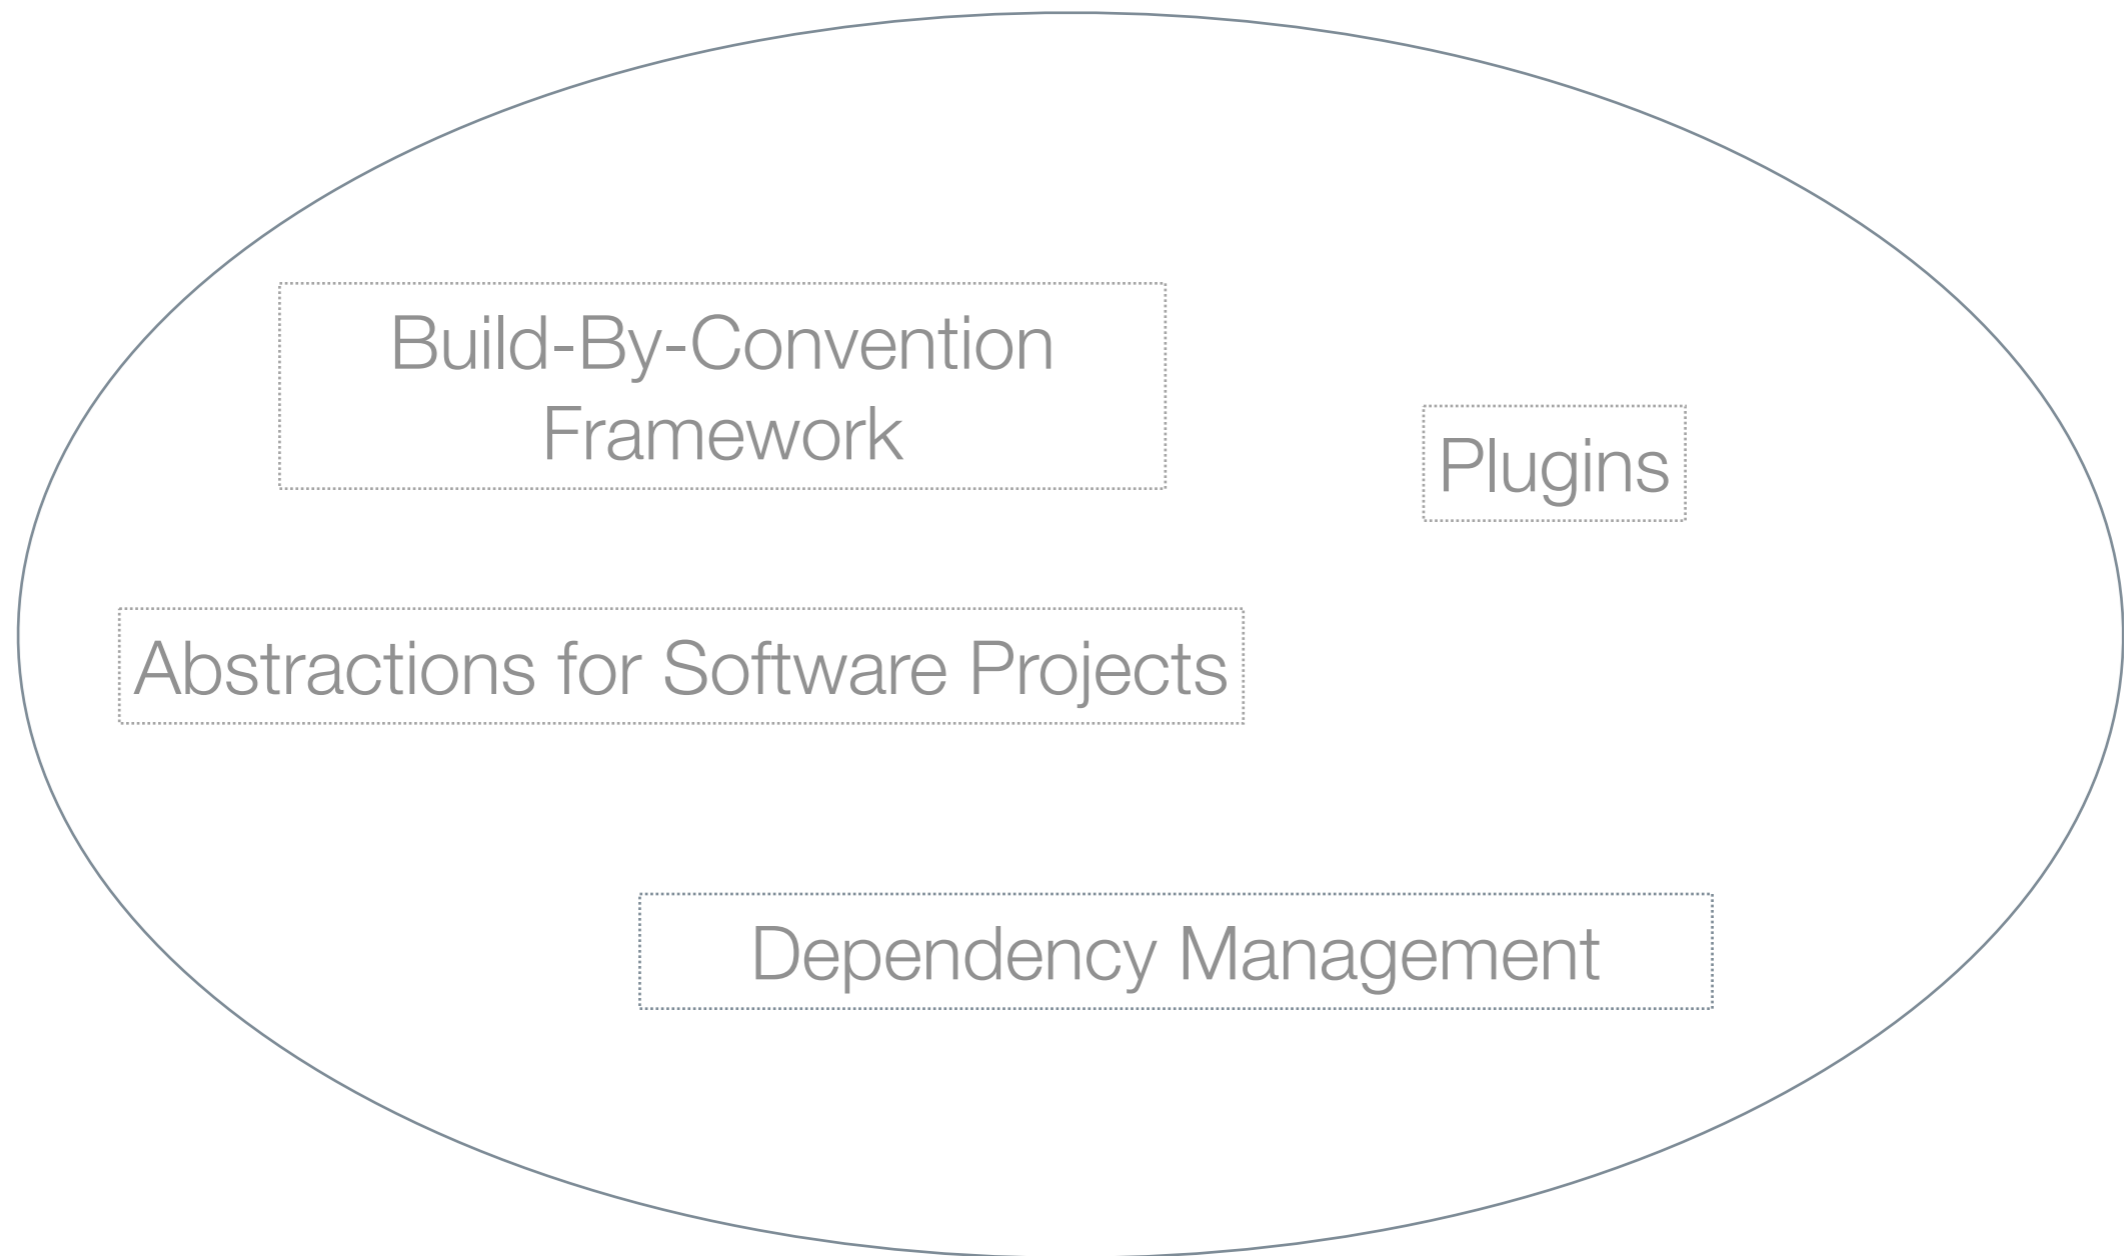 Build-By-Convention
Framework
Plugins
Abstractions for Software Projects
Dependency Management